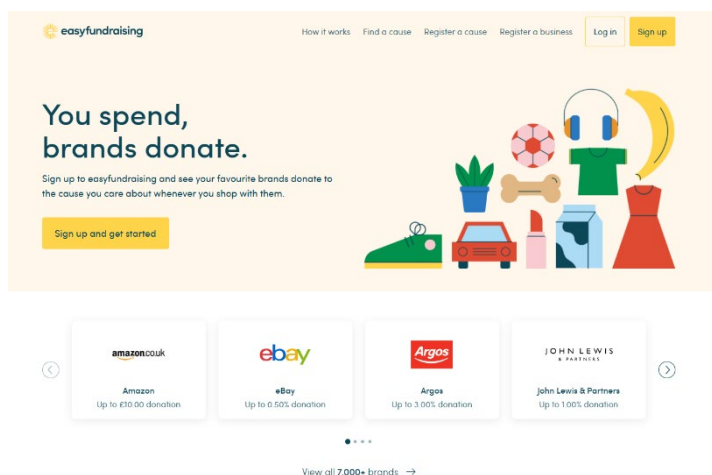 easyfundraising
How it works Find a cause Register a cause Register a business Log in Sign up
You spend,
brands donate.
Sign up to easyfundraising and see your favourite brands donate to
the cause you care about whenever you shop with them.
Sign up and get started
amazon.co.uk
ebay
Argos
JOHN LEWIS
& PARTNERS
Amazon
Up to £10.00 donation
eBay
Up to 0.50% donation
Argos
Up to 3.00% donation
John Lewis & Partners
Up to 1.00% donation
View all 7,000+ brands →